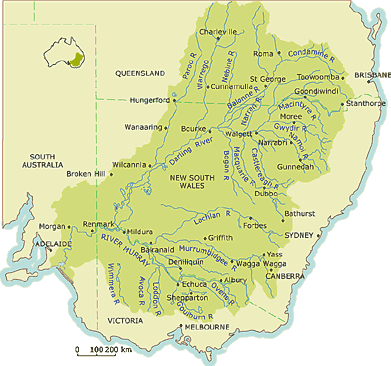 Charleville
Roma
Condamine R
Paroo R
Warrego
Nebine R
QUEENSLAND
St George
Toowoomba
BRISBANE
Cunnamulla
Goondiwindi
Hungerford
Balonne R
Narran R
Macintyre R
Stanthorpe
Moree
Gwydir R
Wanaaring
Bourke
Walgett
Narrabri
Namoi R
Darling River
Bogan R
Macquarie R
Castlereagh R
Gunnedah
SOUTH
AUSTRALIA
Wilcannia
Broken Hill
NEW SOUTH
WALES
Dubbo
Lachlan R
Bathurst
Forbes
SYDNEY
Morgan
Renmark
Mildura
RIVER MURRAY
Griffith
ADELAIDE
Balranald
Murrumbidgee R
Yass
Wagga Wagga
CANBERRA
Deniliquin
Wimmera R
Avoca R
Loddon R
Echuca
Ovens R
Albury
Shepparton
Goulburn R
VICTORIA
MELBOURNE
0 100 200 km